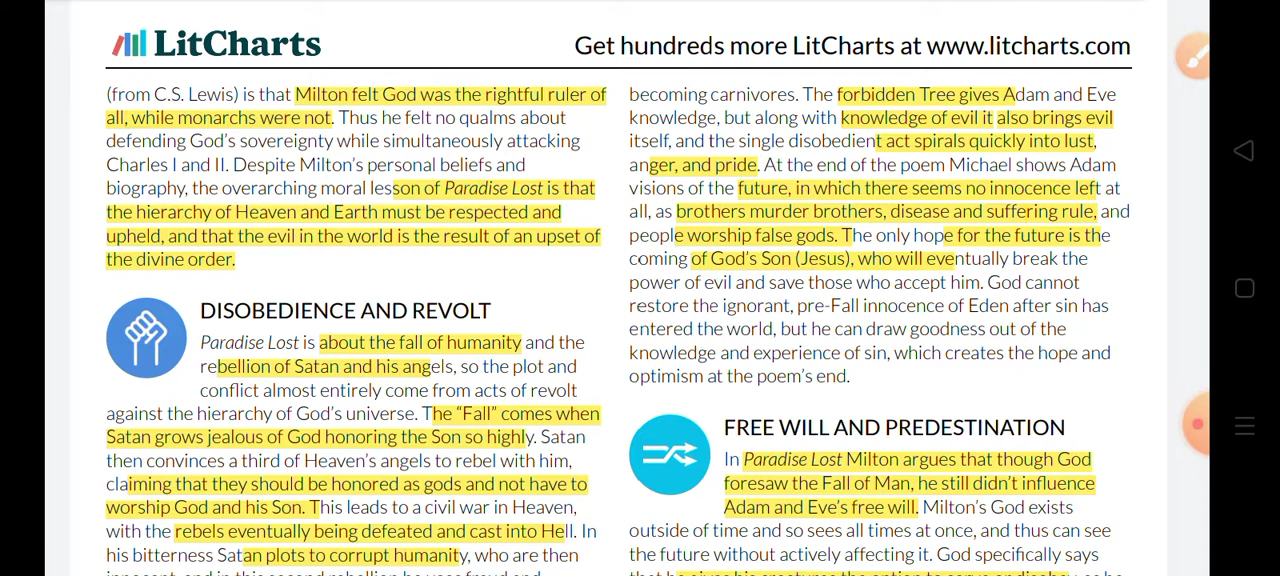 LitCharts
Get hundreds more LitCharts at www.litcharts.com
(from C.S. Lewis) is that Milton felt God was the rightful ruler of
all, while monarchs were not. Thus he felt no qualms about
defending God's sovereignty while simultaneously attacking
Charles I and II. Despite Milton's personal beliefs and
biography, the overarching moral lesson of Paradise Lost is that
the hierarchy of Heaven and Earth must be respected and
upheld, and that the evil in the world is the result of an upset of
the divine order.
DISOBEDIENCE AND REVOLT
Paradise Lost is about the fall of humanity and the
rebellion of Satan and his angels, so the plot and
conflict almost entirely come from acts of revolt
against the hierarchy of God's universe. The “Fall” comes when
Satan grows jealous of God honoring the Son so highly. Satan
then convinces a third of Heaven's angels to rebel with him,
claiming that they should be honored as gods and not have to
worship God and his Son. This leads to a civil war in Heaven,
with the rebels eventually being defeated and cast into Hell. In
his bitterness Satan plots to corrupt humanity, who are then
becoming carnivores. The forbidden Tree gives Adam and Eve
knowledge, but along with knowledge of evil it also brings evil
itself, and the single disobedient act spirals quickly into lust,
anger, and pride. At the end of the poem Michael shows Adam
visions of the future, in which there seems no innocence left at
all, as brothers murder brothers, disease and suffering rule, and
people worship false gods. The only hope for the future is the
coming of God's Son (Jesus), who will eventually break the
power of evil and save those who accept him. God cannot
restore the ignorant, pre-Fall innocence of Eden after sin has
entered the world, but he can draw goodness out of the
knowledge and experience of sin, which creates the hope and
optimism at the poem's end.
FREE WILL AND PREDESTINATION
In Paradise Lost Milton argues that though God
foresaw the Fall of Man, he still didn't influence
Adam and Eve's free will. Milton's God exists
outside of time and so sees all times at once, and thus can see
the future without actively affecting it. God specifically says